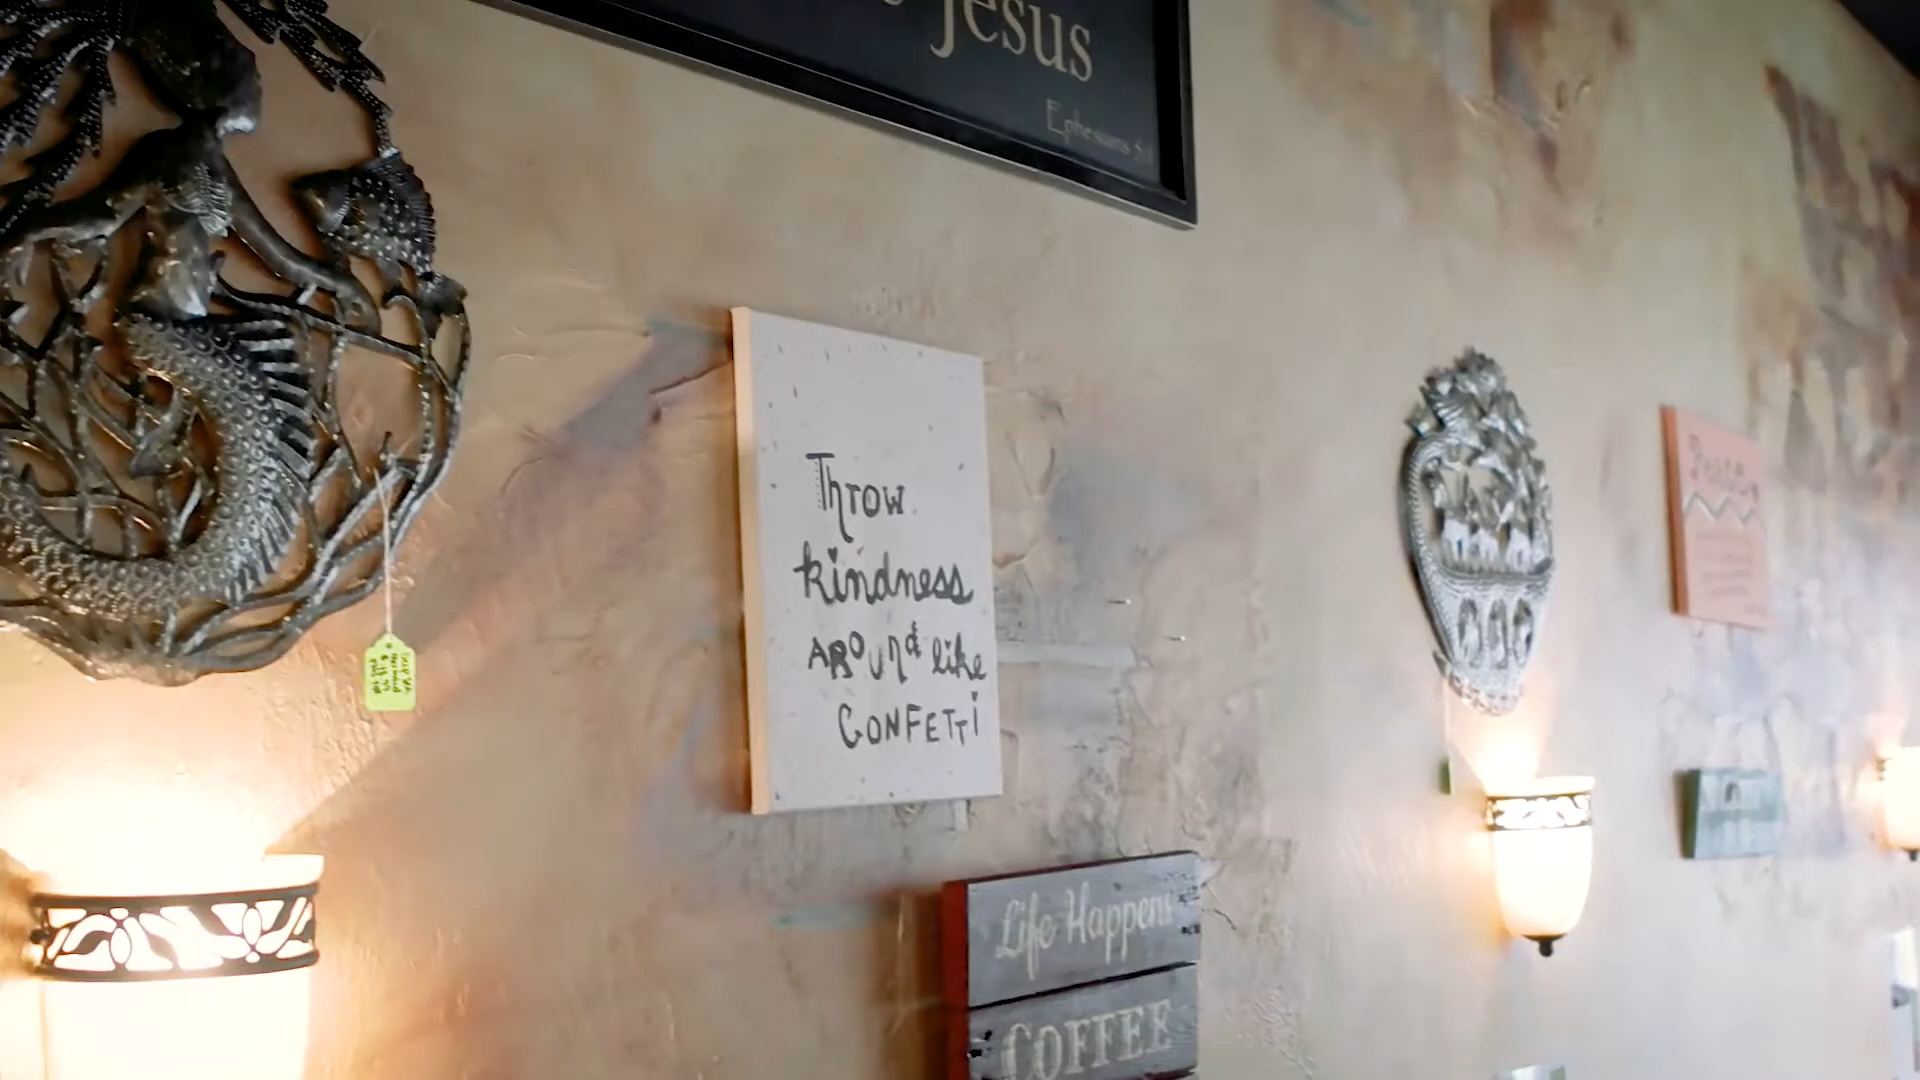 Jesus
Ephesians 5:1
Throw
kindness
AROUNd like
CONFETTi
Life Happens
COFFEE